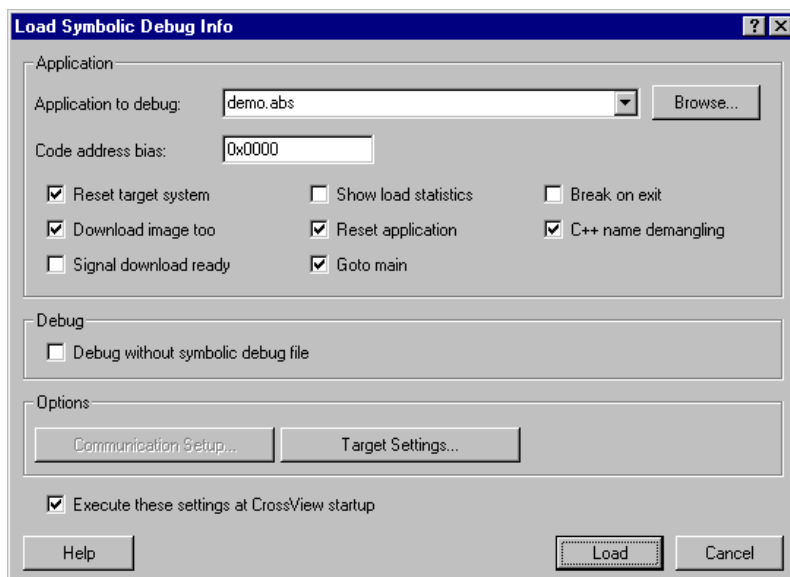 Load Symbolic Debug Info
Application
Application to debug: demo.abs Browse...
Code address bias: 0x0000
Reset target system Show load statistics Break on exit
Download image too Reset application C++ name demangling
Signal download ready Goto main
Debug
Debug without symbolic debug file
Options
Communication Setup... Target Settings...
Execute these settings at CrossView startup
Help Load Cancel